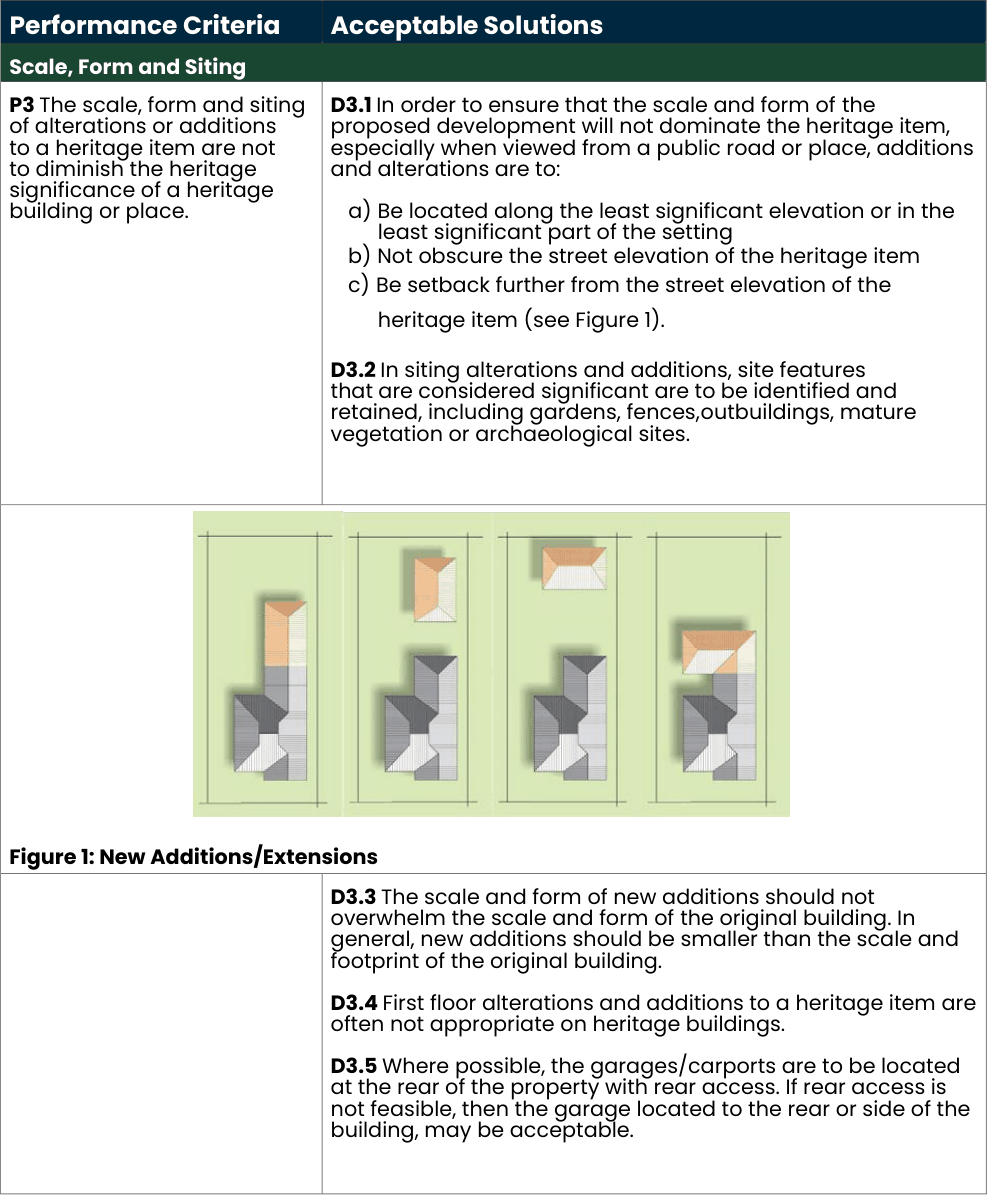 Performance Criteria
Acceptable Solutions
Scale, Form and Siting
P3 The scale, form and siting
of alterations or additions
to a heritage item are not
to diminish the heritage
significance of a heritage
building or place.
D3.1 In order to ensure that the scale and form of the
proposed development will not dominate the heritage item,
especially when viewed from a public road or place, additions
and alterations are to:
a) Be located along the least significant elevation or in the
least significant part of the setting
b) Not obscure the street elevation of the heritage item
c) Be setback further from the street elevation of the
heritage item (see Figure 1).
D3.2 In siting alterations and additions, site features
that are considered significant are to be identified and
retained, including gardens, fences,outbuildings, mature
vegetation or archaeological sites.
Figure 1: New Additions/Extensions
D3.3 The scale and form of new additions should not
overwhelm the scale and form of the original building. In
general, new additions should be smaller than the scale and
footprint of the original building.
D3.4 First floor alterations and additions to a heritage item are
often not appropriate on heritage buildings.
D3.5 Where possible, the garages/carports are to be located
at the rear of the property with rear access. If rear access is
not feasible, then the garage located to the rear or side of the
building, may be acceptable.